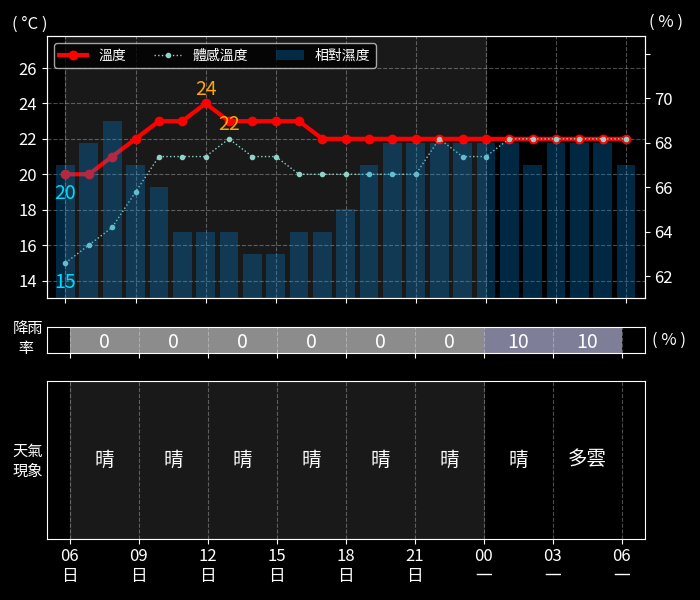 ( °C )
( % )
溫度 體感溫度 相對濕度
26
24
22
20
18
16
14
70
68
66
64
62
24
22
20
15
降雨
率
0 0 0 0 0 0 10 10
( % )
天氣
現象
晴 晴 晴 晴 晴 晴 晴 多雲
06 09 12 15 18 21 00 03 06
日 日 日 日 日 日 一 一 一